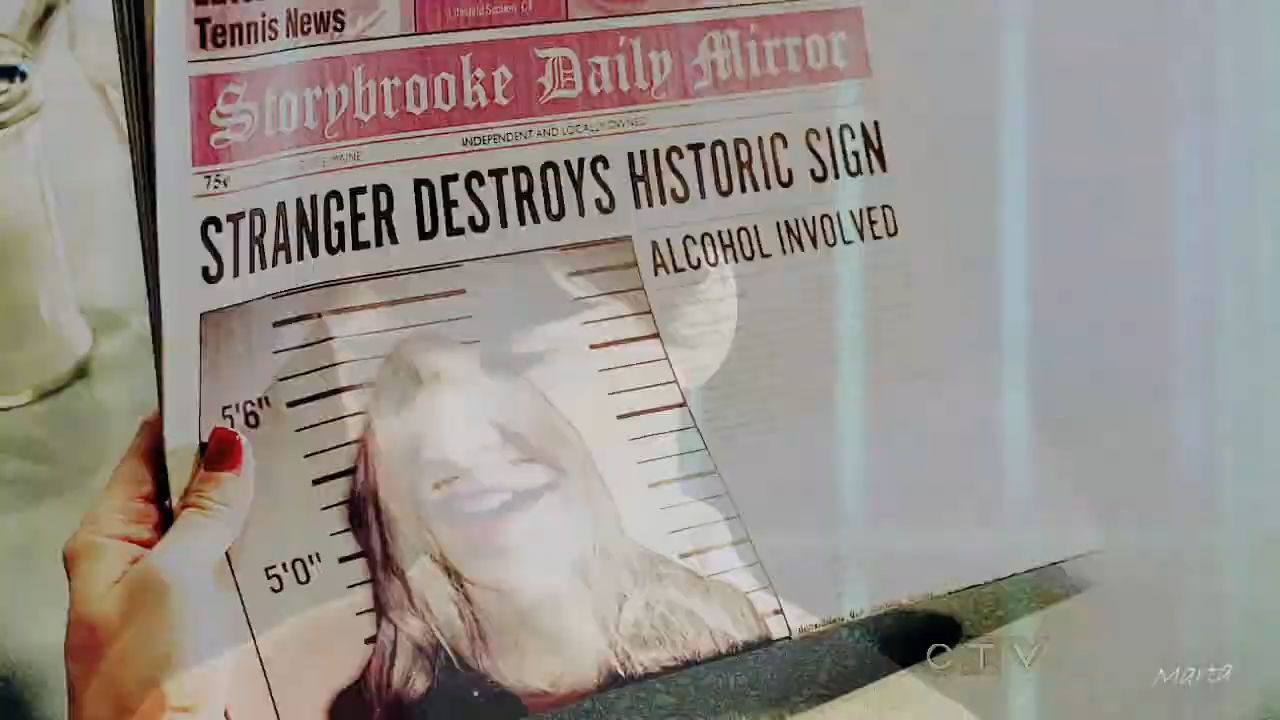 Tennis News
Storybrooke Daily Mirror
INDEPENDENT AND LOCALLY OWNED
MAINE
75¢
STRANGER DESTROYS HISTORIC SIGN
ALCOHOL INVOLVED
5'6"
5'0"
CTV
Marta